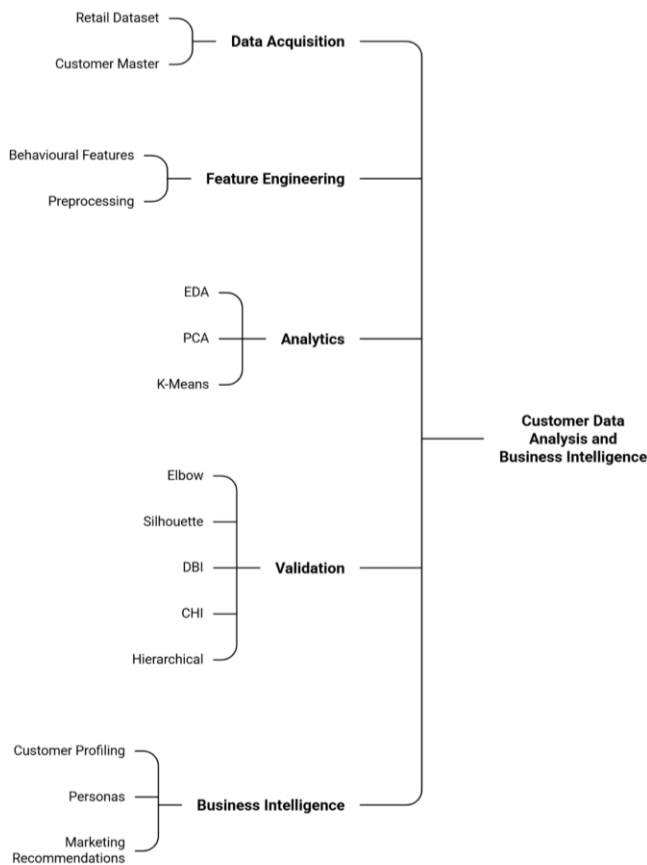 Retail Dataset
Customer Master
Data Acquisition
Behavioural Features
Preprocessing
Feature Engineering
EDA
PCA
K-Means
Analytics
Customer Data
Analysis and
Business Intelligence
Elbow
Silhouette
DBI
CHI
Hierarchical
Validation
Customer Profiling
Personas
Marketing
Recommendations
Business Intelligence